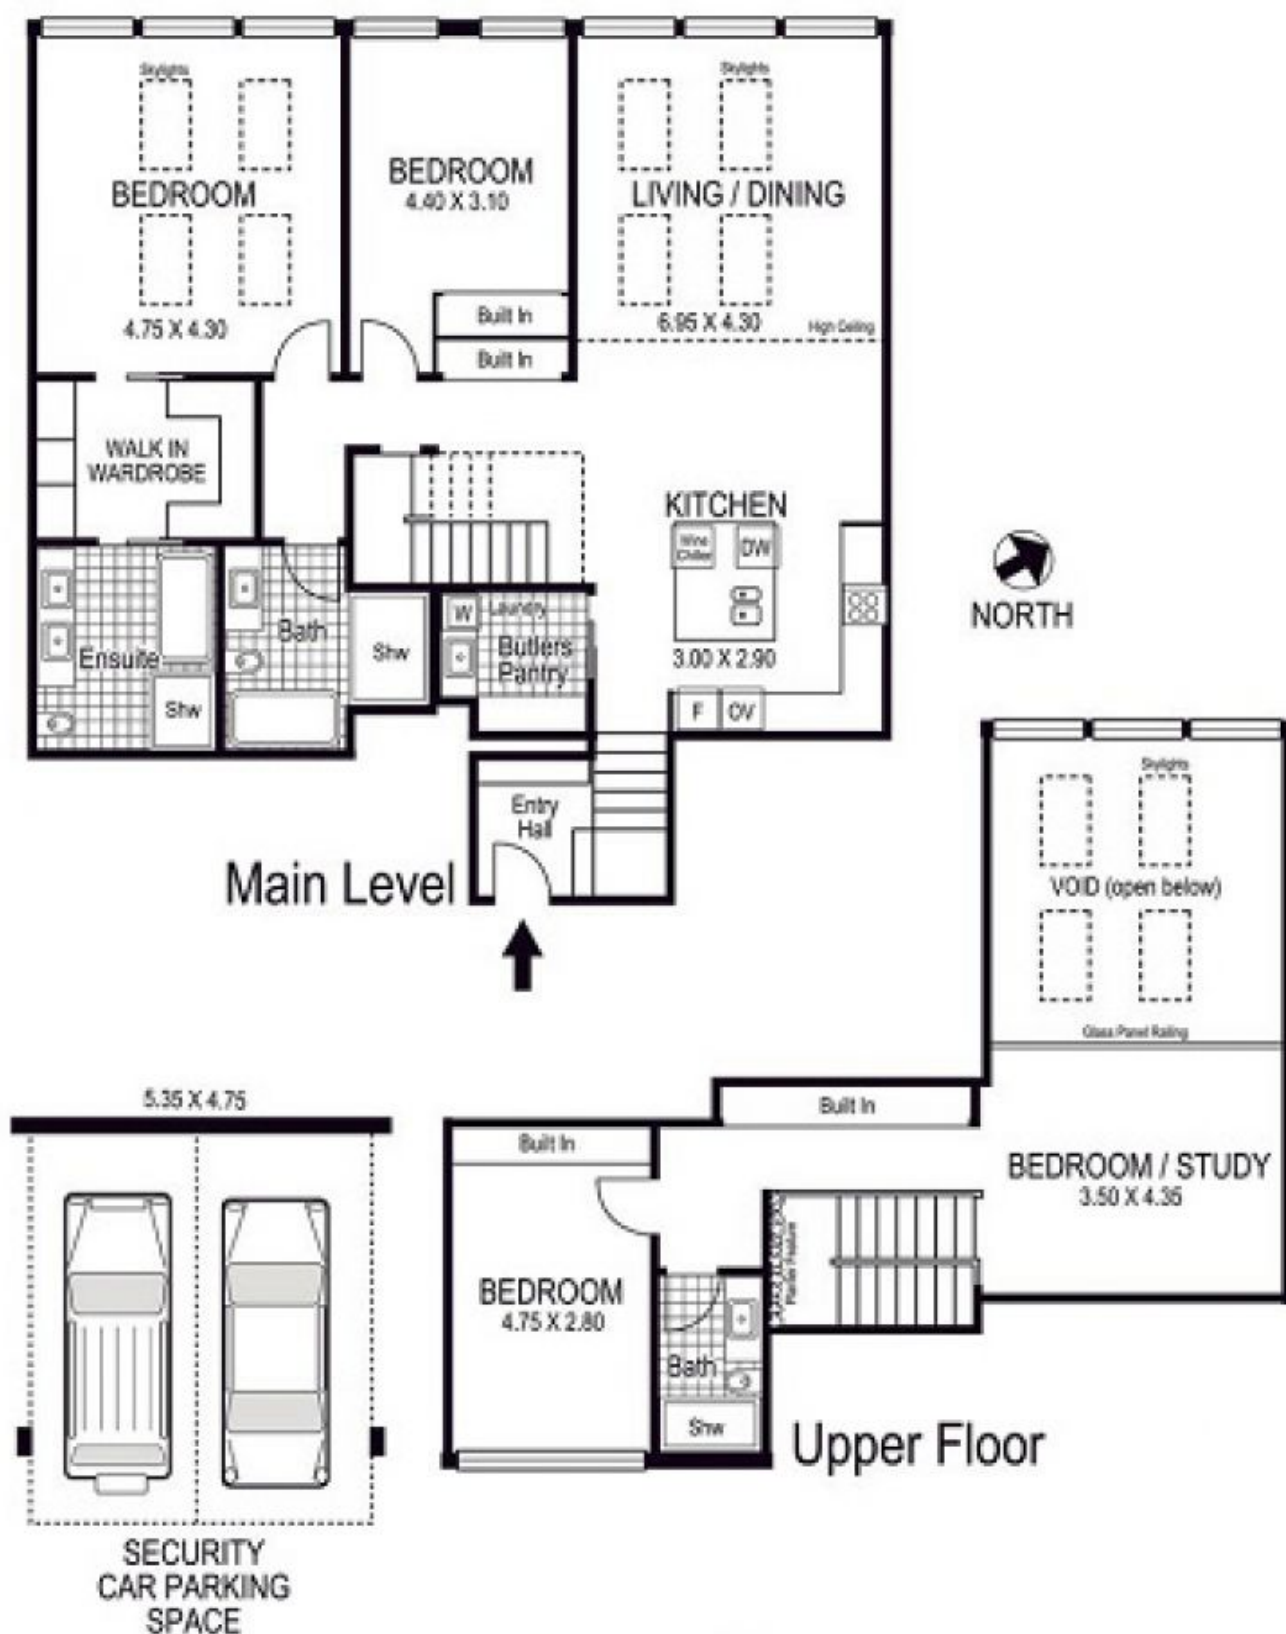 Skylights
BEDROOM
4.75 X 4.30
BEDROOM
4.40 X 3.10
Built In
Built In
Skylights
LIVING / DINING
6.95 X 4.30
High Ceiling
WALK IN
WARDROBE
KITCHEN
Wine
Chiller
DW
3.00 X 2.90
F
OV
NORTH
Ensuite
Shw
Bath
Shw
W
Laundry
Butlers
Pantry
Entry
Hall
Main Level
Skylights
VOID (open below)
Glass Panel Railing
Built In
Built In
BEDROOM / STUDY
3.50 X 4.35
Planter Feature
BEDROOM
4.75 X 2.80
Bath
Shw
Upper Floor
5.35 X 4.75
SECURITY
CAR PARKING
SPACE